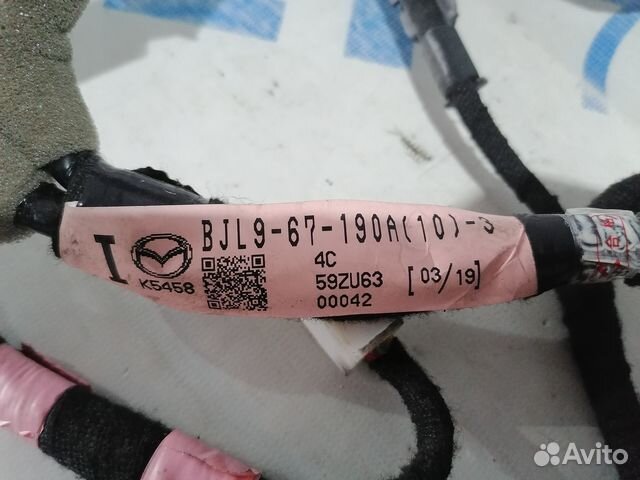 I
BJL9-67-190A(10)-3
4C
K5458
59ZU63 [03/19]
00042
Avito